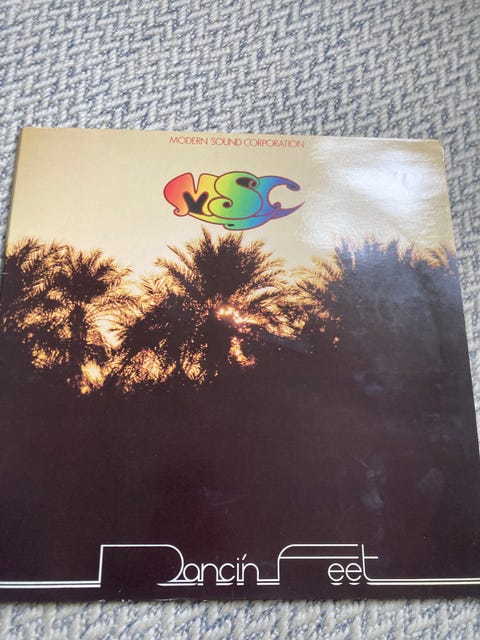 MODERN SOUND CORPORATION
MSC
Dancin' Feet